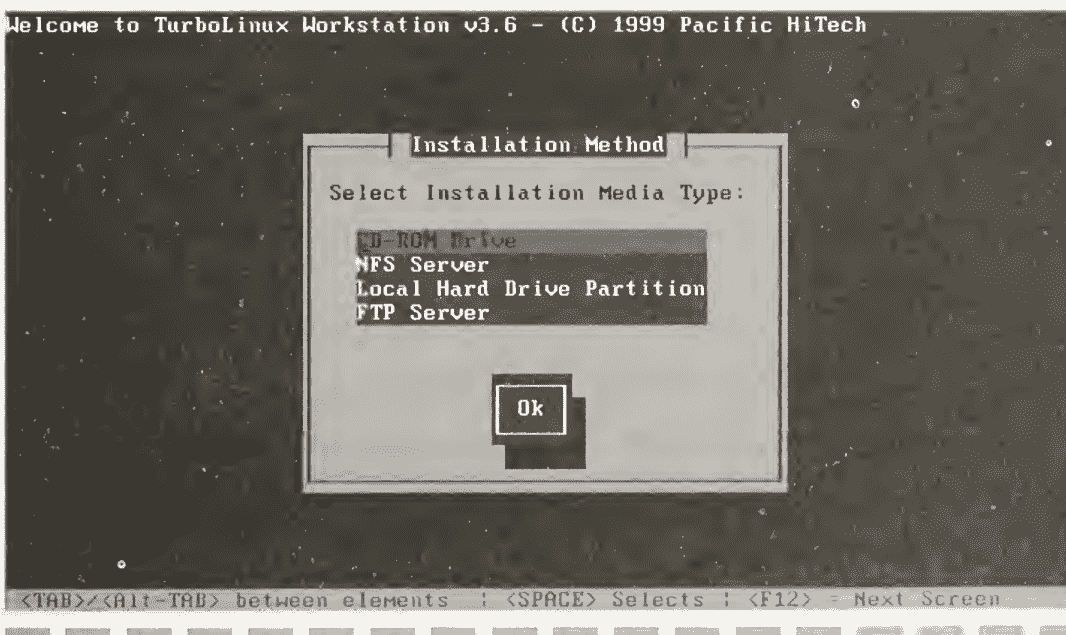 Welcome to TurboLinux Workstation v3.6 - (C) 1999 Pacific HiTech
Installation Method
Select Installation Media Type:
CD-ROM Drive
NFS Server
Local Hard Drive Partition
FTP Server
Ok
<TAB>/<Alt-TAB> between elements ¦ <SPACE> Selects ¦ <F12> = Next Screen